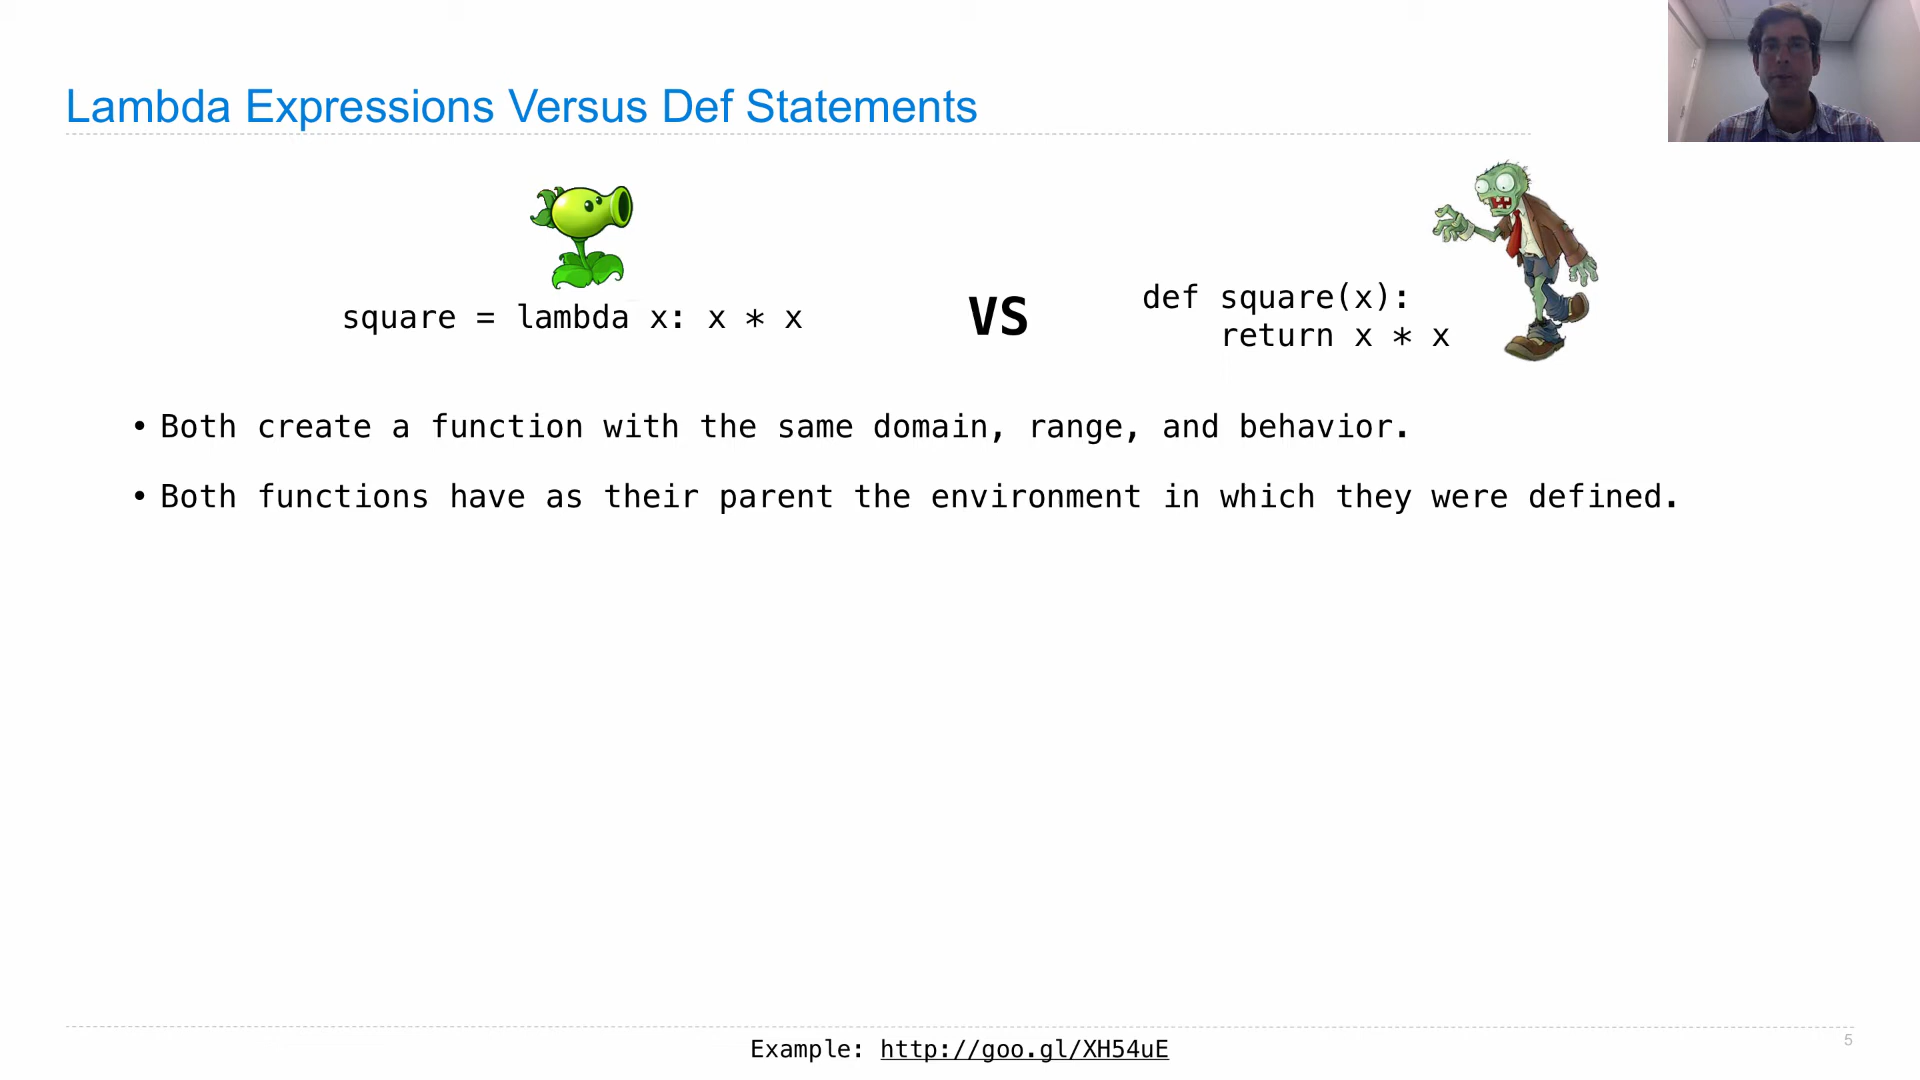 Lambda Expressions Versus Def Statements
square = lambda x: x * x
VS
def square(x):
    return x * x
• Both create a function with the same domain, range, and behavior.
• Both functions have as their parent the environment in which they were defined.
Example: http://goo.gl/XH54uE
5